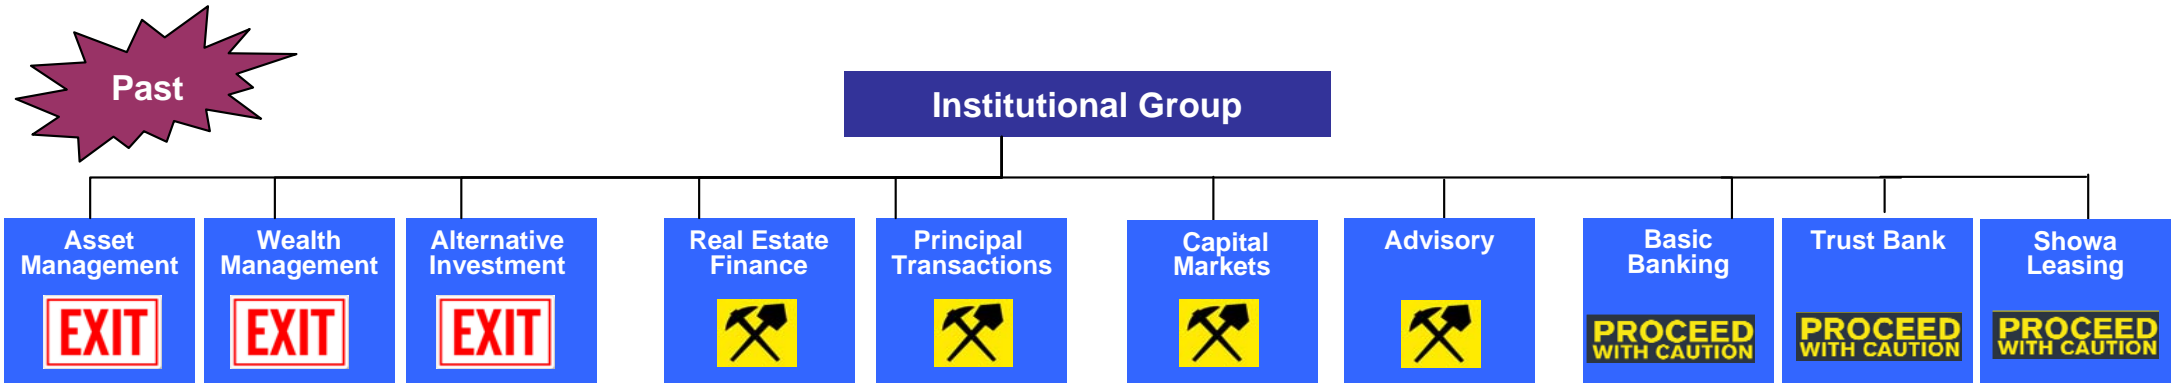 Past
Institutional Group
Asset
Management
EXIT
Wealth
Management
EXIT
Alternative
Investment
EXIT
Real Estate
Finance
Principal
Transactions
Capital
Markets
Advisory
Basic
Banking
PROCEED
WITH CAUTION
Trust Bank
PROCEED
WITH CAUTION
Showa
Leasing
PROCEED
WITH CAUTION